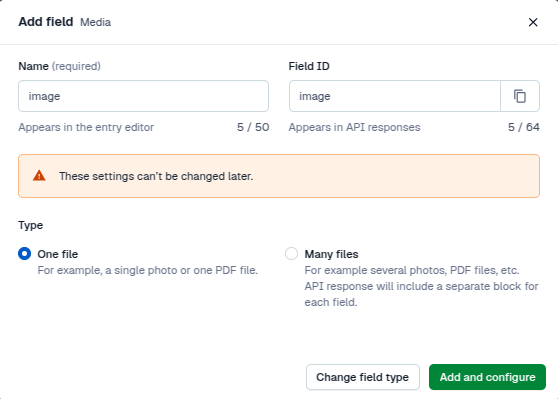 Add field Media
Name (required)
Field ID
image
image
Appears in the entry editor
5 / 50
Appears in API responses
5 / 64
These settings can't be changed later.
Type
One file
For example, a single photo or one PDF file.
Many files
For example several photos, PDF files, etc.
API response will include a separate block for
each field.
Change field type
Add and configure